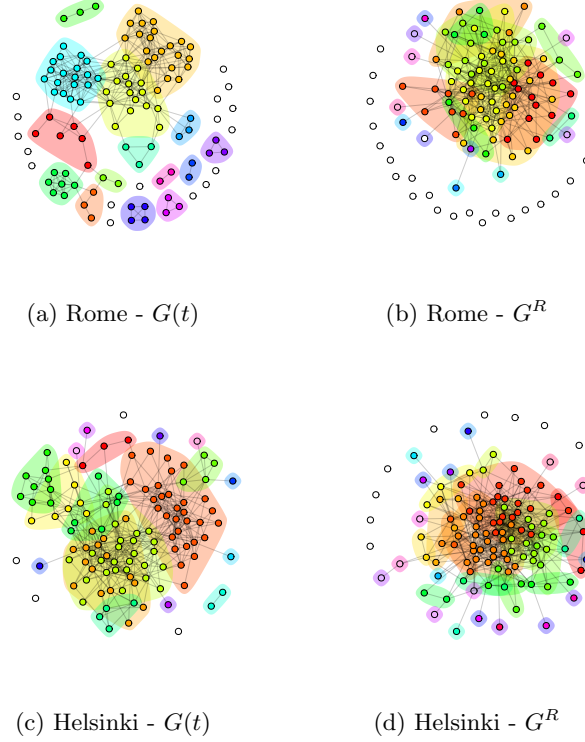 (a) Rome - G(t)
(b) Rome - G^R
(c) Helsinki - G(t)
(d) Helsinki - G^R